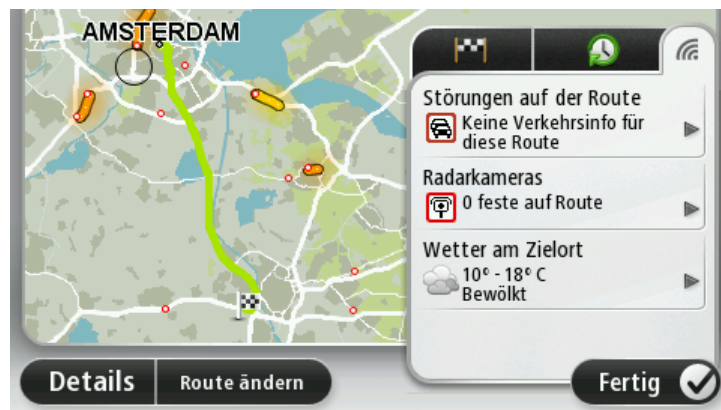 AMSTERDAM
Störungen auf der Route
Keine Verkehrsinfo für
diese Route
Radarkameras
0 feste auf Route
Wetter am Zielort
10° - 18° C
Bewölkt
Details
Route ändern
Fertig